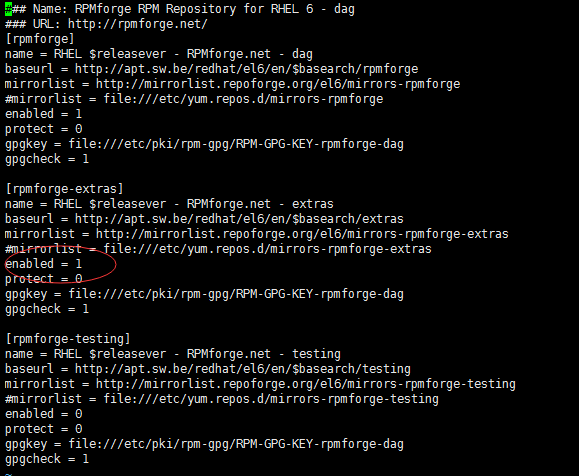 ### Name: RPMforge RPM Repository for RHEL 6 - dag
### URL: http://rpmforge.net/
[rpmforge]
name = RHEL $releasever - RPMforge.net - dag
baseurl = http://apt.sw.be/redhat/el6/en/$basearch/rpmforge
mirrorlist = http://mirrorlist.repoforge.org/el6/mirrors-rpmforge
#mirrorlist = file:///etc/yum.repos.d/mirrors-rpmforge
enabled = 1
protect = 0
gpgkey = file:///etc/pki/rpm-gpg/RPM-GPG-KEY-rpmforge-dag
gpgcheck = 1

[rpmforge-extras]
name = RHEL $releasever - RPMforge.net - extras
baseurl = http://apt.sw.be/redhat/el6/en/$basearch/extras
mirrorlist = http://mirrorlist.repoforge.org/el6/mirrors-rpmforge-extras
#mirrorlist = file:///etc/yum.repos.d/mirrors-rpmforge-extras
enabled = 1
protect = 0
gpgkey = file:///etc/pki/rpm-gpg/RPM-GPG-KEY-rpmforge-dag
gpgcheck = 1

[rpmforge-testing]
name = RHEL $releasever - RPMforge.net - testing
baseurl = http://apt.sw.be/redhat/el6/en/$basearch/testing
mirrorlist = http://mirrorlist.repoforge.org/el6/mirrors-rpmforge-testing
#mirrorlist = file:///etc/yum.repos.d/mirrors-rpmforge-testing
enabled = 0
protect = 0
gpgkey = file:///etc/pki/rpm-gpg/RPM-GPG-KEY-rpmforge-dag
gpgcheck = 1
~